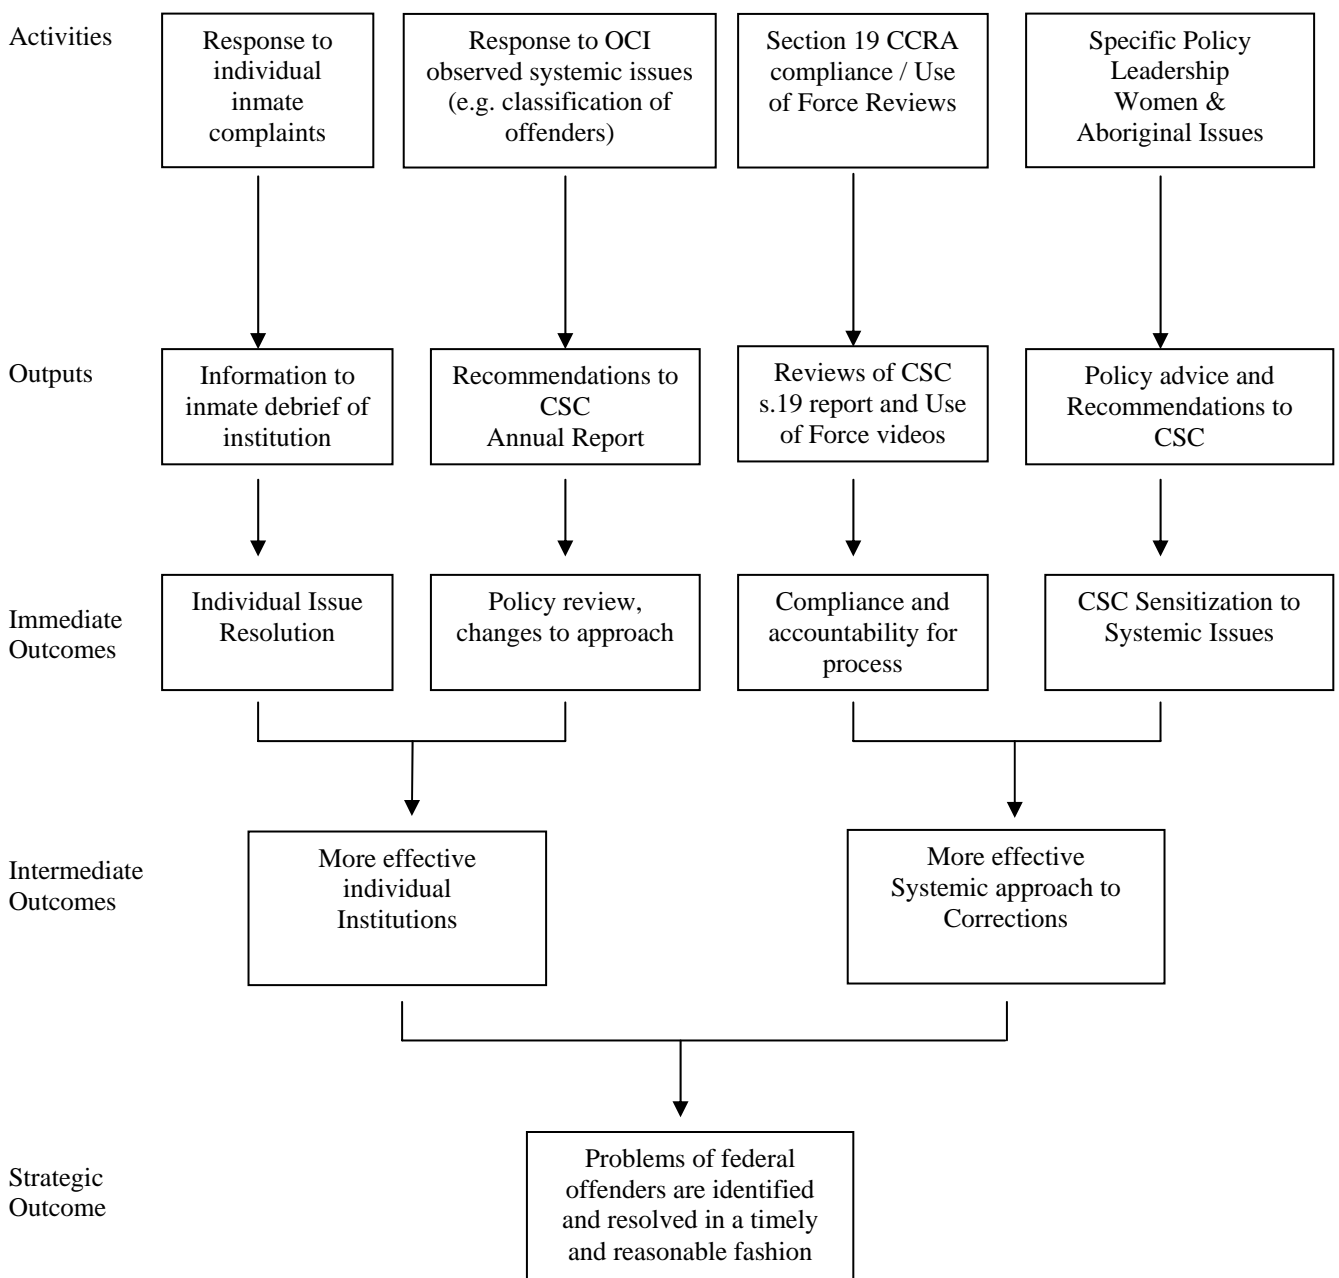 Activities
Response to
individual
inmate
complaints
Response to OCI
observed systemic issues
(e.g. classification of
offenders)
Section 19 CCRA
compliance / Use
of Force Reviews
Specific Policy
Leadership
Women &
Aboriginal Issues
Outputs
Information to
inmate debrief of
institution
Recommendations to
CSC
Annual Report
Reviews of CSC
s.19 report and Use
of Force videos
Policy advice and
Recommendations to
CSC
Immediate
Outcomes
Individual Issue
Resolution
Policy review,
changes to approach
Compliance and
accountability for
process
CSC Sensitization to
Systemic Issues
Intermediate
Outcomes
More effective
individual
Institutions
More effective
Systemic approach to
Corrections
Strategic
Outcome
Problems of federal
offenders are identified
and resolved in a timely
and reasonable fashion